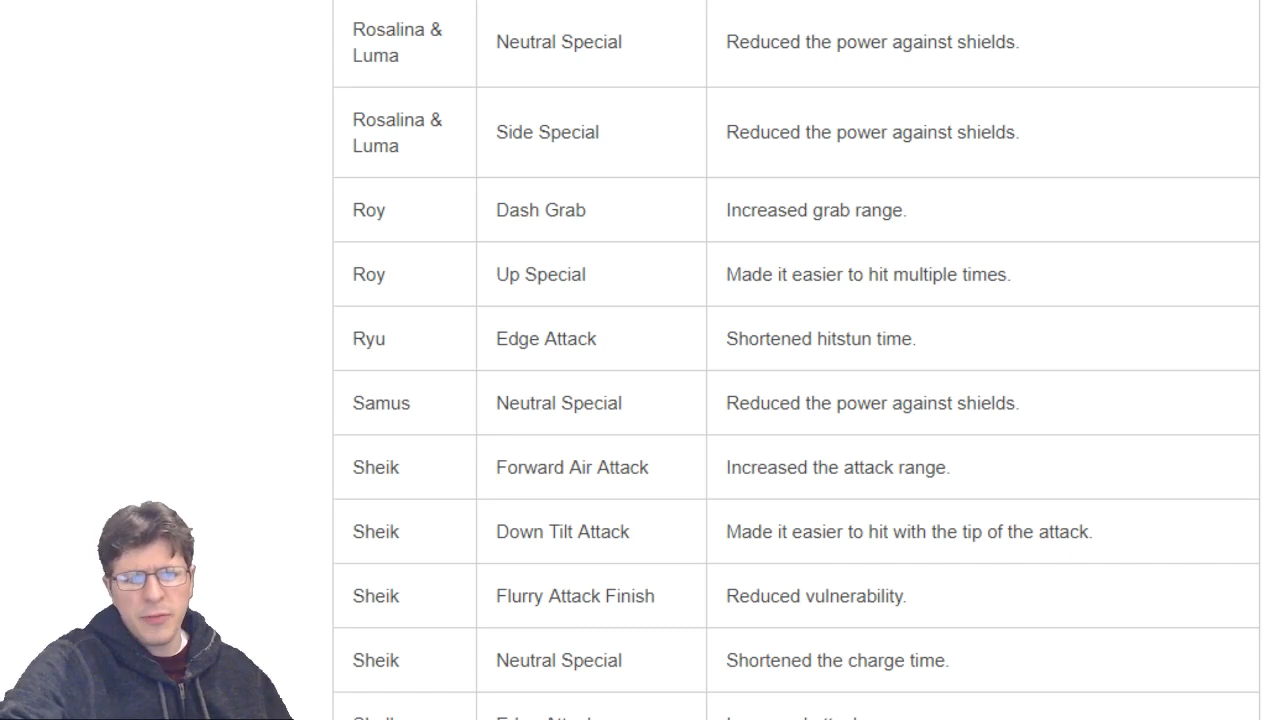 Rosalina &
Luma
Neutral Special
Reduced the power against shields.
Rosalina &
Luma
Side Special
Reduced the power against shields.
Roy
Dash Grab
Increased grab range.
Roy
Up Special
Made it easier to hit multiple times.
Ryu
Edge Attack
Shortened hitstun time.
Samus
Neutral Special
Reduced the power against shields.
Sheik
Forward Air Attack
Increased the attack range.
Sheik
Down Tilt Attack
Made it easier to hit with the tip of the attack.
Sheik
Flurry Attack Finish
Reduced vulnerability.
Sheik
Neutral Special
Shortened the charge time.